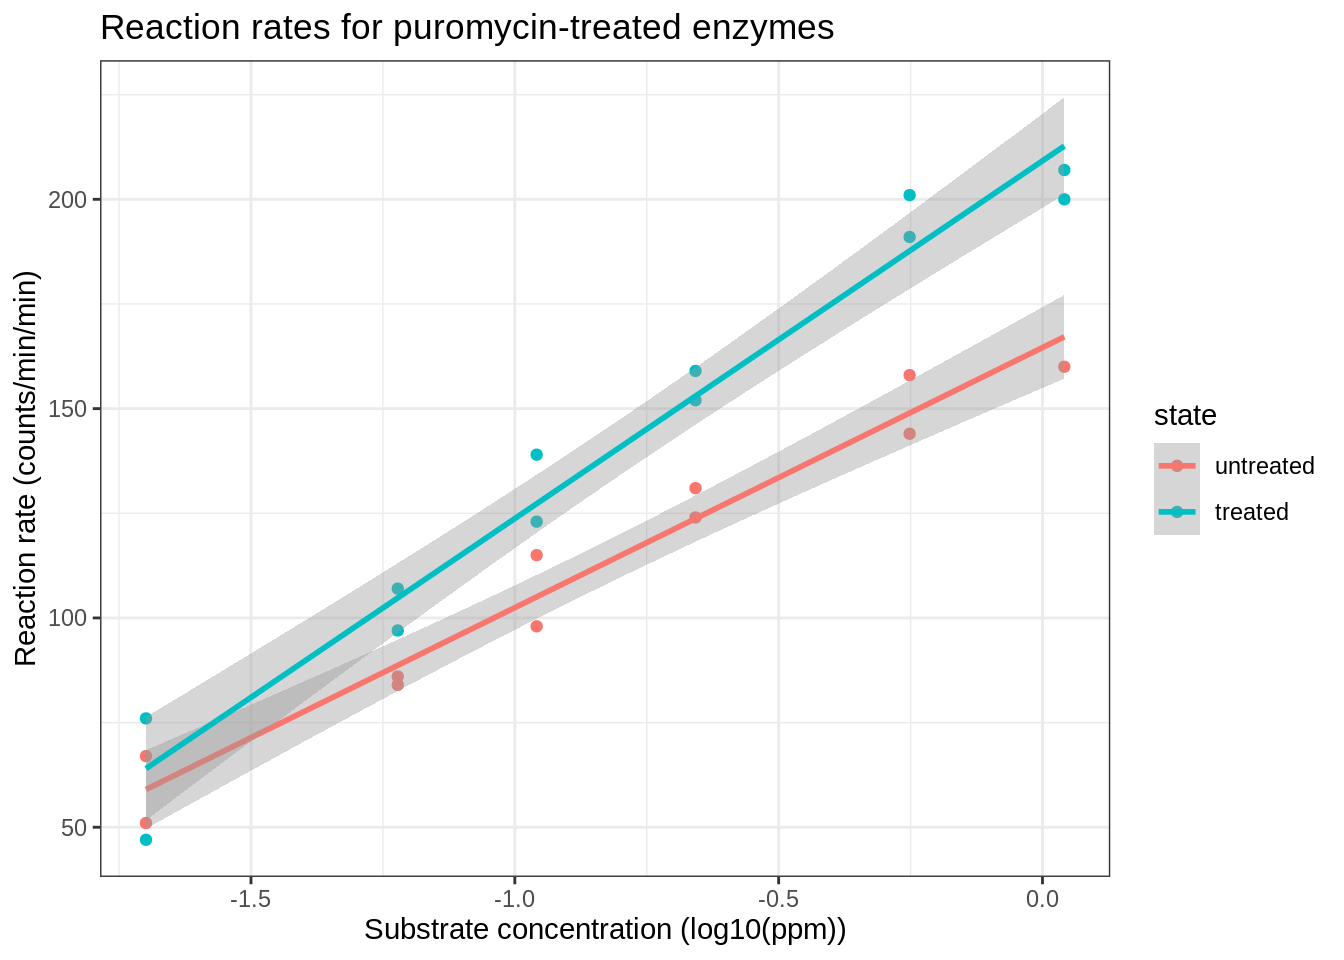 Reaction rates for puromycin-treated enzymes
Reaction rate (counts/min/min)
200
150
100
50
-1.5
-1.0
-0.5
0.0
Substrate concentration (log10(ppm))
state
untreated
treated